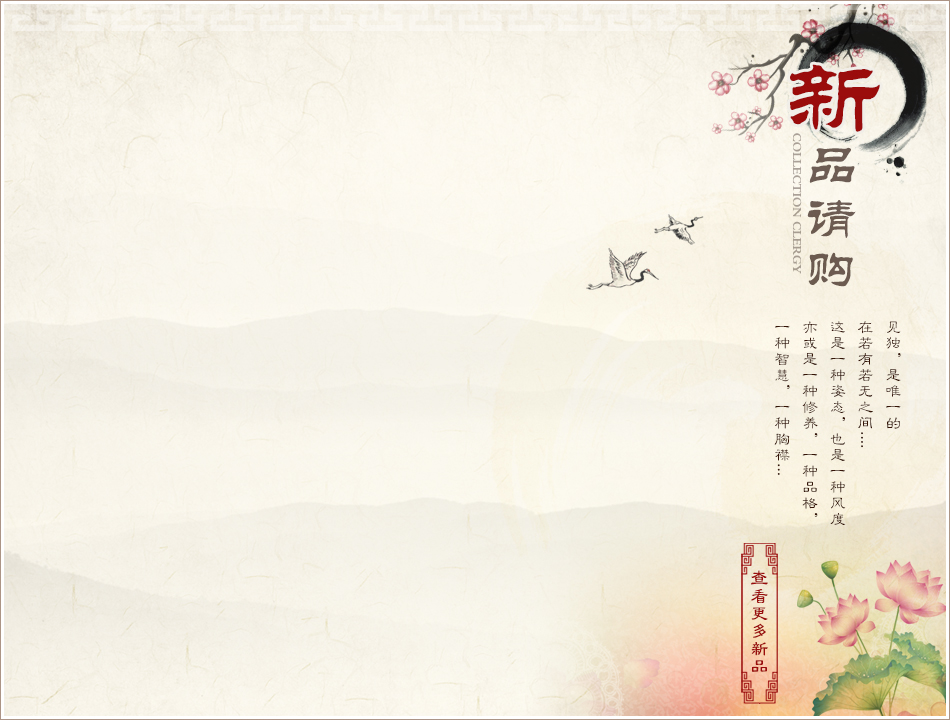 新品请购
COLLECTION CLERGY
见独，是唯一的
在若有若无之间…
这是一种姿态，也是一种风度
亦或是一种修养，一种品格，
一种智慧，一种胸襟…
查看更多新品